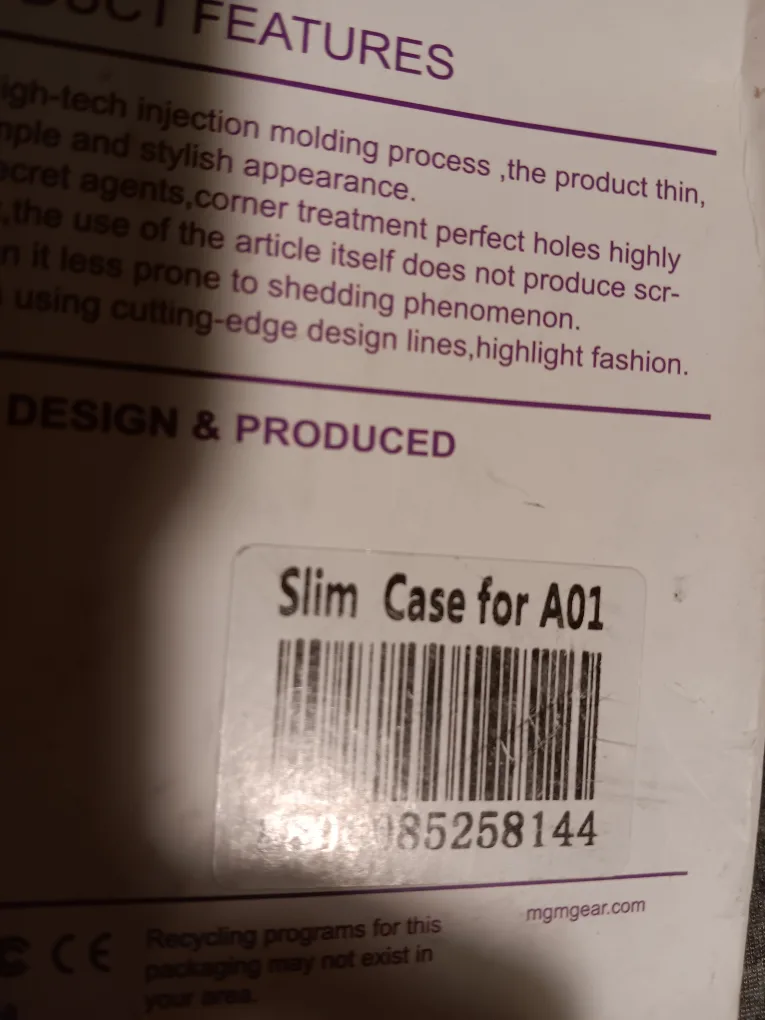 FEATURES
igh-tech injection molding process ,the product thin,
mple and stylish appearance.
ecret agents,corner treatment perfect holes highly
,the use of the article itself does not produce scr-
n it less prone to shedding phenomenon.
using cutting-edge design lines,highlight fashion.
DESIGN & PRODUCED
Slim Case for A01
85258144
mgmgear.com
CE
Recycling programs for this
packaging may not exist in
your area.